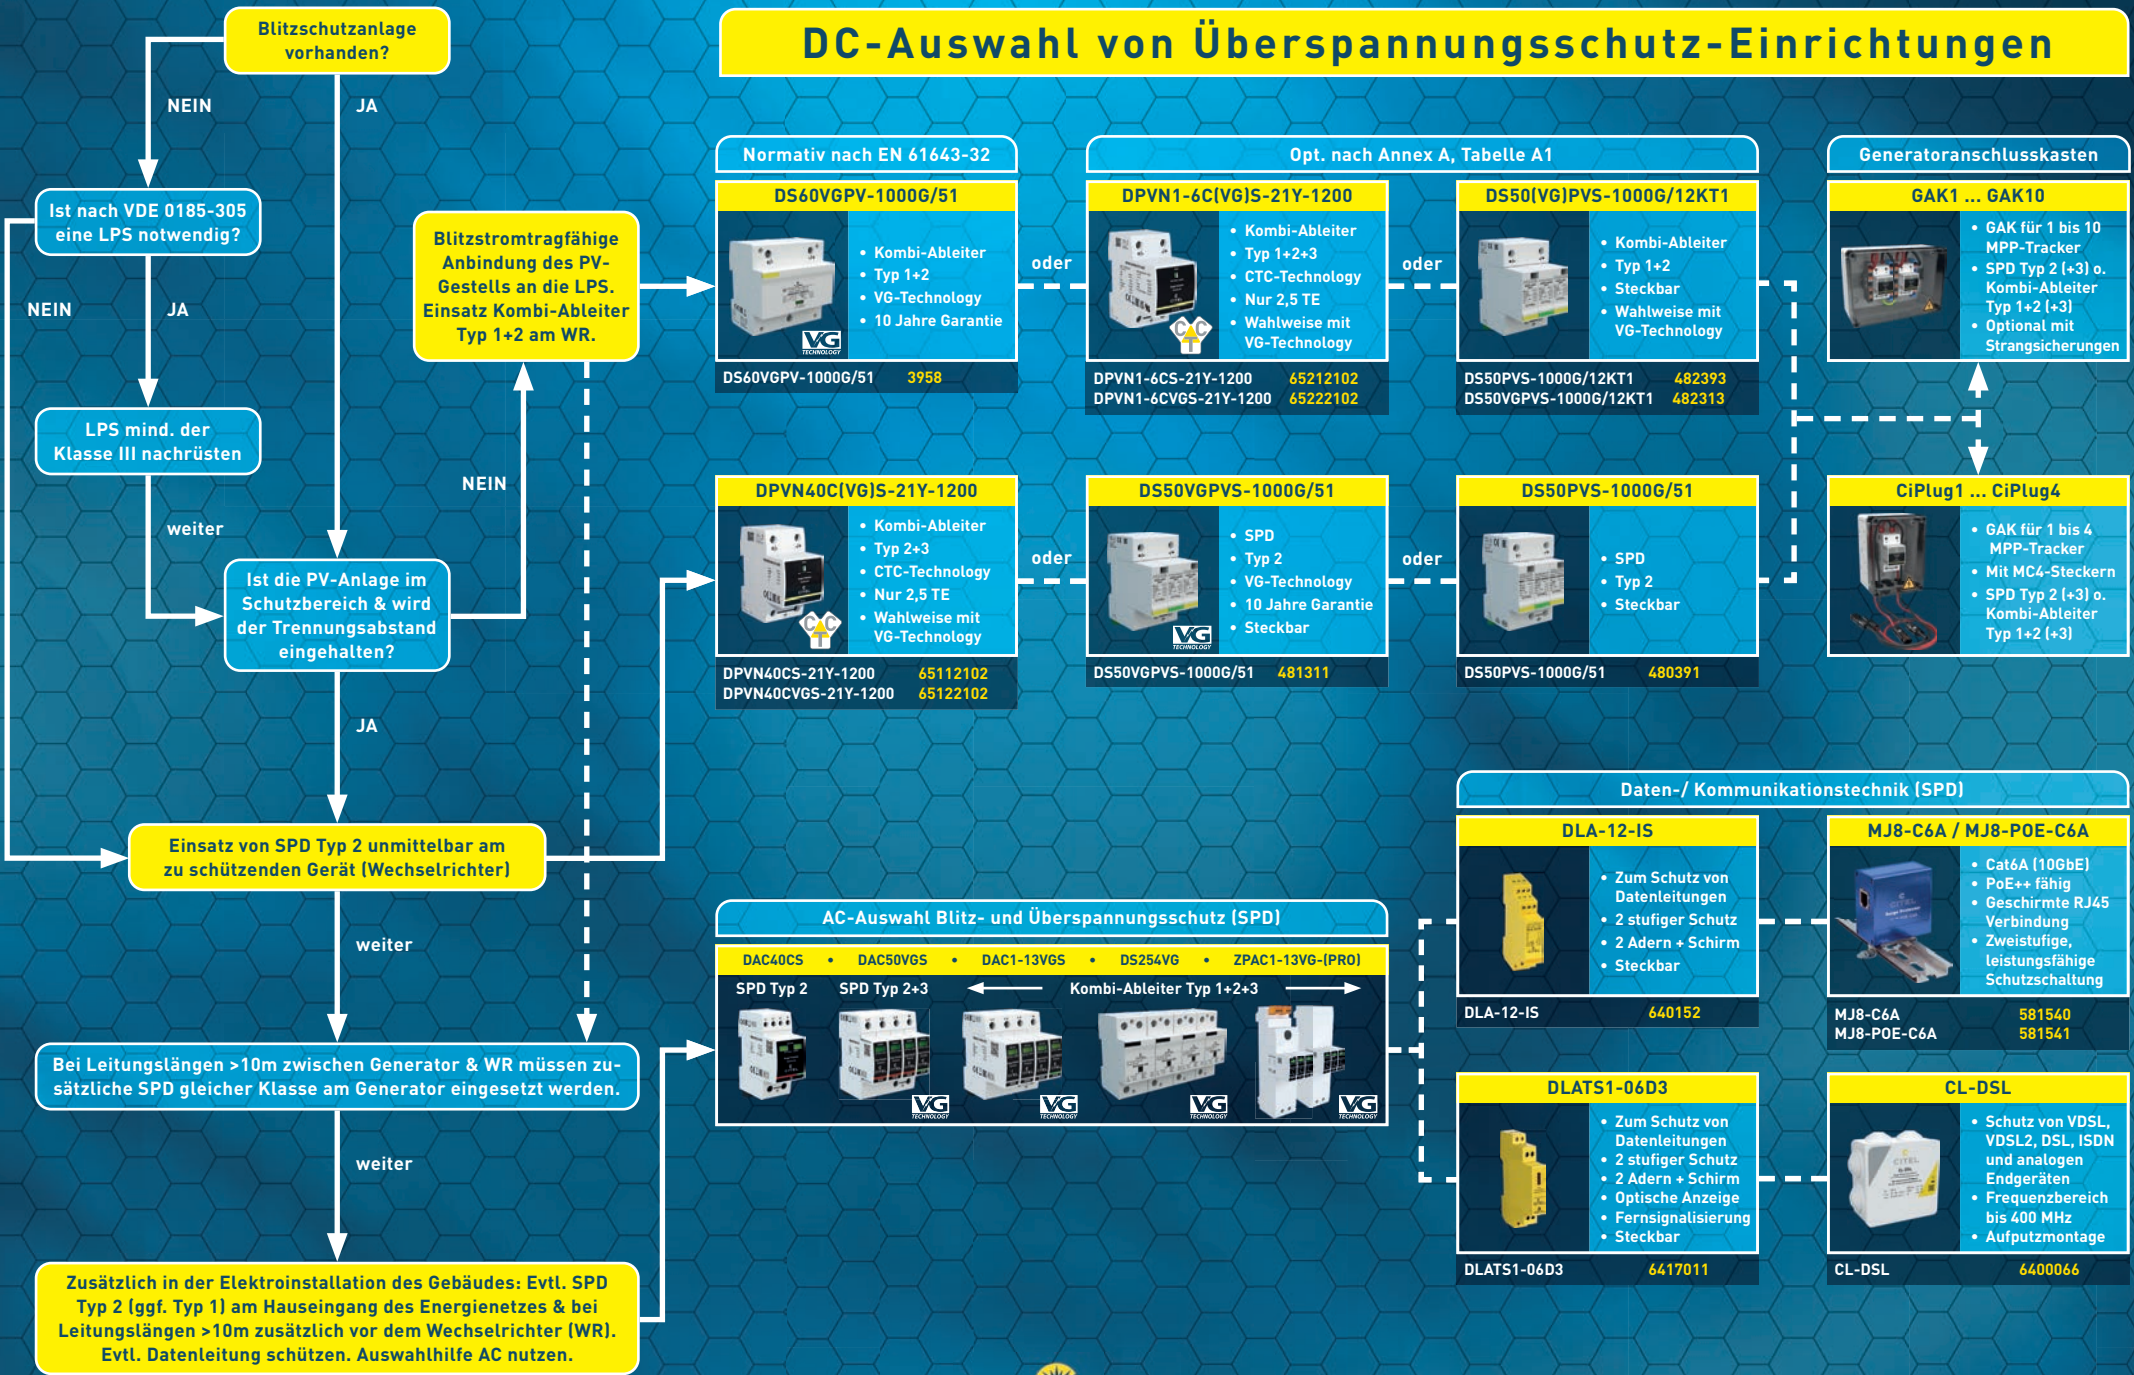 DC-Auswahl von Überspannungsschutz-Einrichtungen
Blitzschutzanlage
vorhanden?
NEIN
JA
Ist nach VDE 0185-305
eine LPS notwendig?
NEIN
JA
LPS mind. der
Klasse III nachrüsten
weiter
Ist die PV-Anlage im
Schutzbereich & wird
der Trennungsabstand
eingehalten?
NEIN
JA
Blitzstromtragfähige
Anbindung des PV-
Gestells an die LPS.
Einsatz Kombi-Ableiter
Typ 1+2 am WR.
Einsatz von SPD Typ 2 unmittelbar am
zu schützenden Gerät (Wechselrichter)
weiter
Bei Leitungslängen >10m zwischen Generator & WR müssen zu-
sätzliche SPD gleicher Klasse am Generator eingesetzt werden.
weiter
Zusätzlich in der Elektroinstallation des Gebäudes: Evtl. SPD
Typ 2 (ggf. Typ 1) am Hauseingang des Energienetzes & bei
Leitungslängen >10m zusätzlich vor dem Wechselrichter (WR).
Evtl. Datenleitung schützen. Auswahlhilfe AC nutzen.
Normativ nach EN 61643-32
DS60VGPV-1000G/51
• Kombi-Ableiter
• Typ 1+2
• VG-Technology
• 10 Jahre Garantie
VG
TECHNOLOGY
DS60VGPV-1000G/51 3958
oder
Opt. nach Annex A, Tabelle A1
DPVN1-6C(VG)S-21Y-1200
• Kombi-Ableiter
• Typ 1+2+3
• CTC-Technology
• Nur 2,5 TE
• Wahlweise mit
VG-Technology
CTC
DPVN1-6CS-21Y-1200 65212102
DPVN1-6CVGS-21Y-1200 65222102
oder
DS50(VG)PVS-1000G/12KT1
• Kombi-Ableiter
• Typ 1+2
• Steckbar
• Wahlweise mit
VG-Technology
DS50PVS-1000G/12KT1 482393
DS50VGPVS-1000G/12KT1 482313
Generatoranschlusskasten
GAK1 ... GAK10
• GAK für 1 bis 10
MPP-Tracker
• SPD Typ 2 (+3) o.
Kombi-Ableiter
Typ 1+2 (+3)
• Optional mit
Strangsicherungen
DPVN40C(VG)S-21Y-1200
• Kombi-Ableiter
• Typ 2+3
• CTC-Technology
• Nur 2,5 TE
• Wahlweise mit
VG-Technology
CTC
DPVN40CS-21Y-1200 65112102
DPVN40CVGS-21Y-1200 65122102
oder
DS50VGPVS-1000G/51
• SPD
• Typ 2
• VG-Technology
• 10 Jahre Garantie
• Steckbar
VG
TECHNOLOGY
DS50VGPVS-1000G/51 481311
oder
DS50PVS-1000G/51
• SPD
• Typ 2
• Steckbar
DS50PVS-1000G/51 480391
CiPlug1 ... CiPlug4
• GAK für 1 bis 4
MPP-Tracker
• Mit MC4-Steckern
• SPD Typ 2 (+3) o.
Kombi-Ableiter
Typ 1+2 (+3)
AC-Auswahl Blitz- und Überspannungsschutz (SPD)
DAC40CS • DAC50VGS • DAC1-13VGS • DS254VG • ZPAC1-13VG-(PRO)
SPD Typ 2 SPD Typ 2+3 Kombi-Ableiter Typ 1+2+3
VG
TECHNOLOGY
VG
TECHNOLOGY
VG
TECHNOLOGY
VG
TECHNOLOGY
Daten-/ Kommunikationstechnik (SPD)
DLA-12-IS
• Zum Schutz von
Datenleitungen
• 2 stufiger Schutz
• 2 Adern + Schirm
• Steckbar
DLA-12-IS 640152
MJ8-C6A / MJ8-POE-C6A
CITEL
• Cat6A (10GbE)
• PoE++ fähig
• Geschirmte RJ45
Verbindung
• Zweistufige,
leistungsfähige
Schutzschaltung
MJ8-C6A 581540
MJ8-POE-C6A 581541
DLATS1-06D3
• Zum Schutz von
Datenleitungen
• 2 stufiger Schutz
• 2 Adern + Schirm
• Optische Anzeige
• Fernsignalisierung
• Steckbar
DLATS1-06D3 6417011
CL-DSL
CITEL
• Schutz von VDSL,
VDSL2, DSL, ISDN
und analogen
Endgeräten
• Frequenzbereich
bis 400 MHz
• Aufputzmontage
CL-DSL 6400066